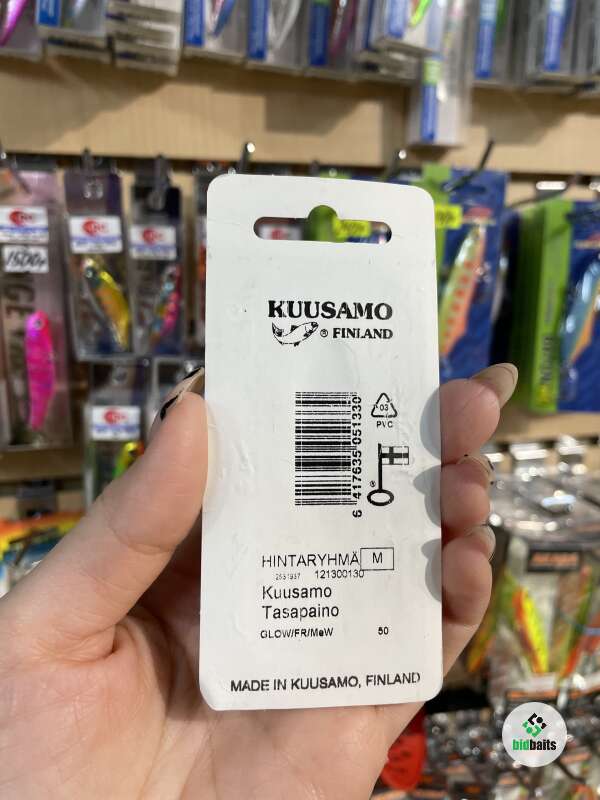 1500₽
KUUSAMO
® FINLAND
6 417635 051330
03
PVC
®
HINTARYHMÄ M
121300130
Kuusamo
Tasapaino
GLOW/FR/MeW 50
MADE IN KUUSAMO, FINLAND
bidbaits